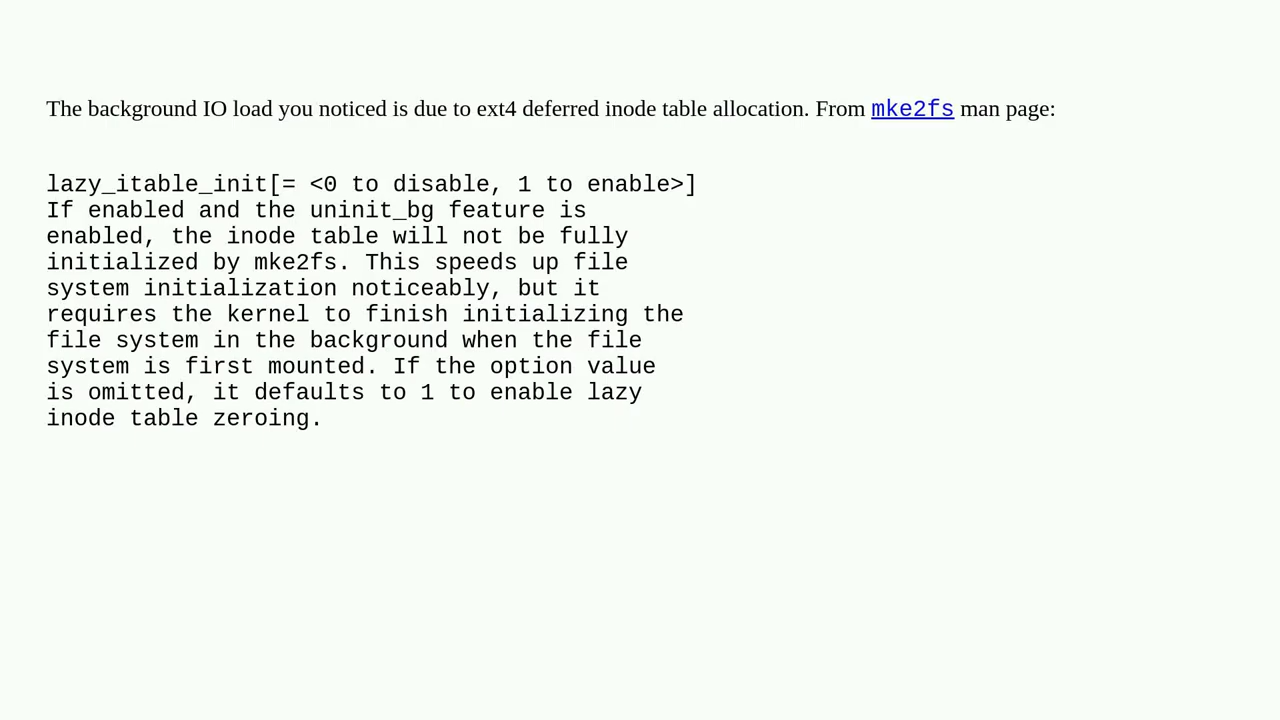 The background IO load you noticed is due to ext4 deferred inode table allocation. From mke2fs man page:
lazy_itable_init[= <0 to disable, 1 to enable>]
If enabled and the uninit_bg feature is
enabled, the inode table will not be fully
initialized by mke2fs. This speeds up file
system initialization noticeably, but it
requires the kernel to finish initializing the
file system in the background when the file
system is first mounted. If the option value
is omitted, it defaults to 1 to enable lazy
inode table zeroing.